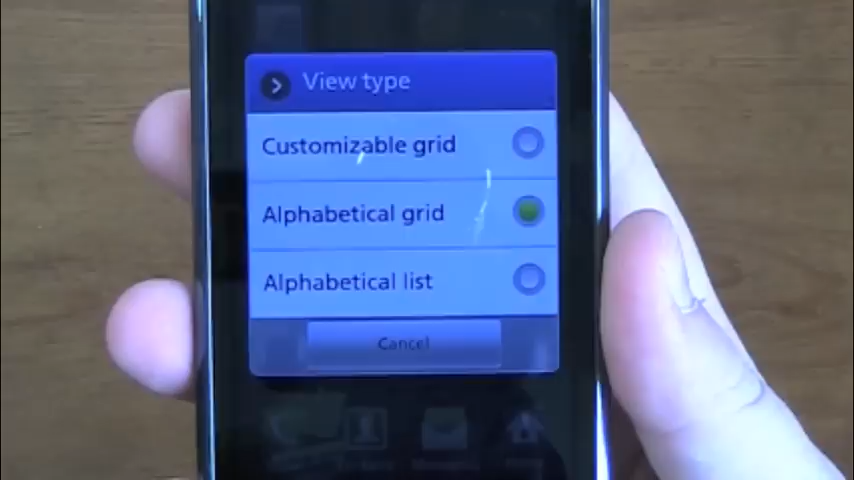 View type
Customizable grid
Alphabetical grid
Alphabetical list
Cancel